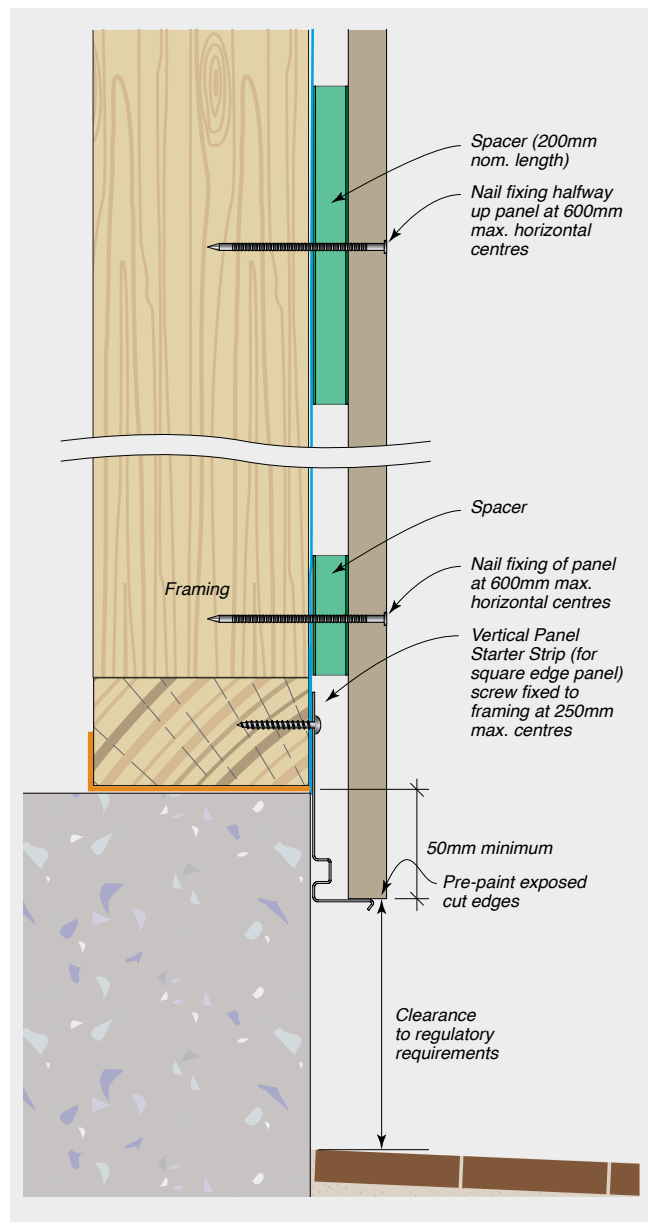 Spacer (200mm
nom. length)
Nail fixing halfway
up panel at 600mm
max. horizontal
centres
Spacer
Framing
Nail fixing of panel
at 600mm max.
horizontal centres
Vertical Panel
Starter Strip (for
square edge panel)
screw fixed to
framing at 250mm
max. centres
50mm minimum
Pre-paint exposed
cut edges
Clearance
to regulatory
requirements